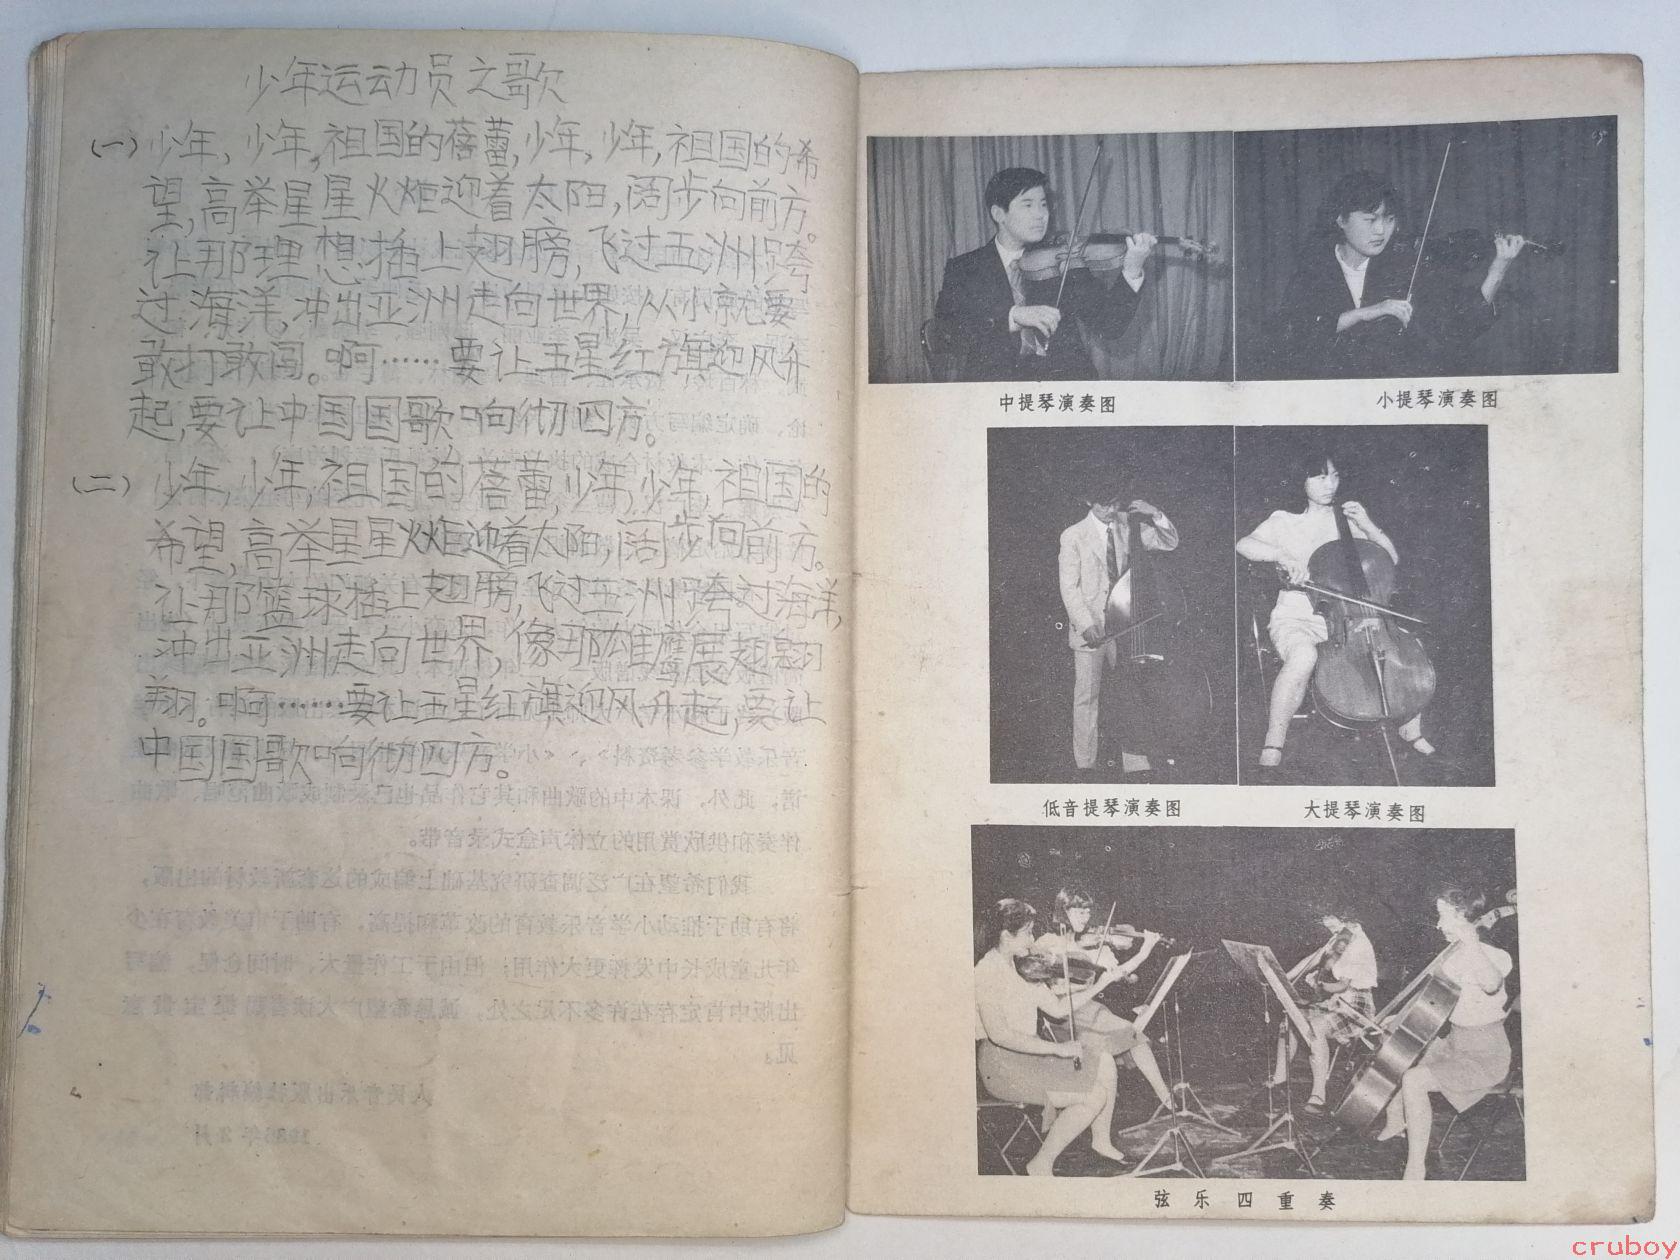 少年运动员之歌
(一)少年,少年,祖国的蓓蕾,少年,少年,祖国的希
望,高举星星火炬迎着太阳,阔步向前方。
让那理想插上翅膀,飞过五洲跨
过海洋,冲出亚洲走向世界,从小就要
敢打敢闯。啊……要让五星红旗迎风升
起,要让中国国歌响彻四方。
(二)少年,少年,祖国的蓓蕾,少年,少年,祖国的
希望,高举星星火炬迎着太阳,阔步向前方。
让那篮球插上翅膀,飞过五洲跨过海洋,
冲出亚洲走向世界,像那雄鹰展翅翱
翔。啊……要让五星红旗迎风升起,要让
中国国歌响彻四方。
中提琴演奏图
小提琴演奏图
低音提琴演奏图
大提琴演奏图
弦乐四重奏
cruboy